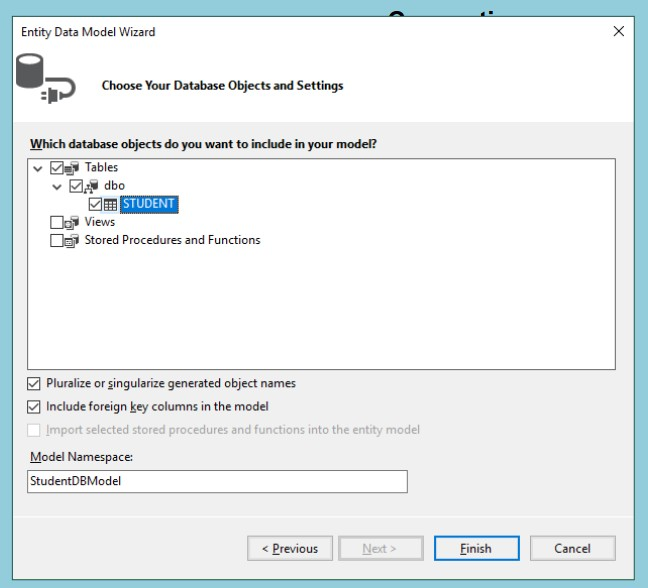 Entity Data Model Wizard
Choose Your Database Objects and Settings
Which database objects do you want to include in your model?
Tables
dbo
STUDENT
Views
Stored Procedures and Functions
Pluralize or singularize generated object names
Include foreign key columns in the model
Import selected stored procedures and functions into the entity model
Model Namespace:
StudentDBModel
< Previous
Next >
Finish
Cancel